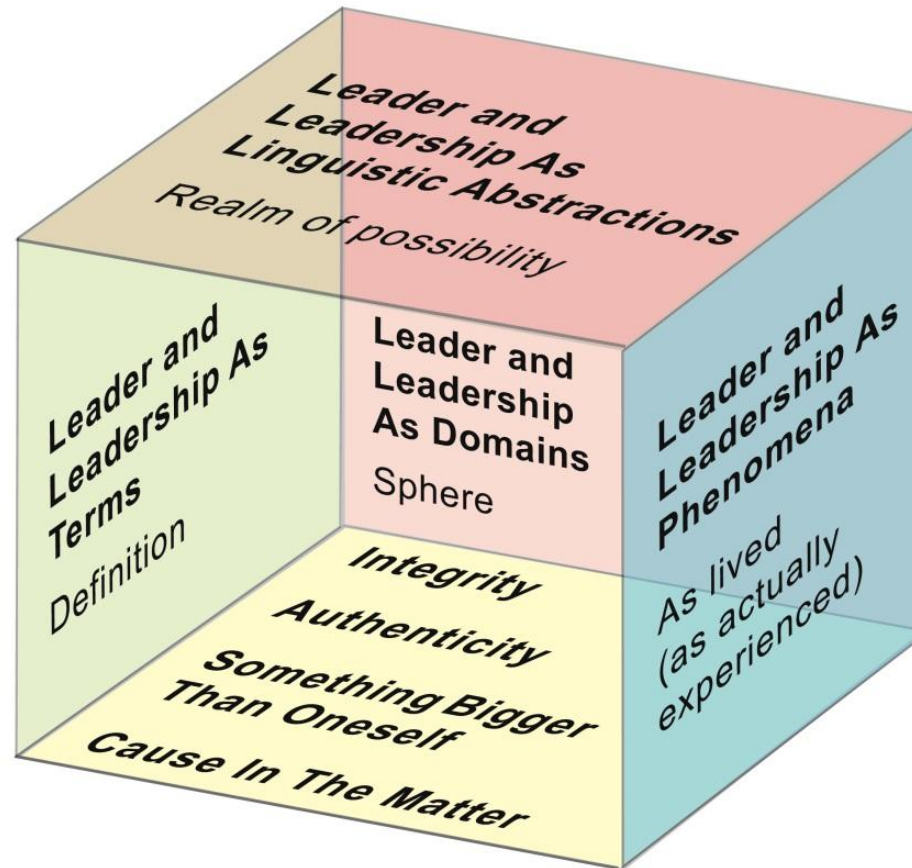 Leader and
Leadership As
Linguistic Abstractions
Realm of possibility
Leader and
Leadership As
Terms
Definition
Leader and
Leadership
As Domains
Sphere
Leader and
Leadership As
Phenomena
As lived
(as actually
experienced)
Integrity
Authenticity
Something Bigger
Than Oneself
Cause In The Matter